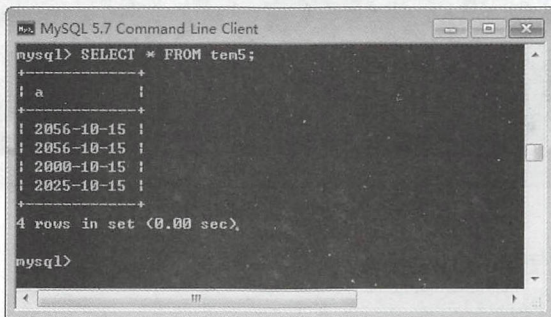 MySQL 5.7 Command Line Client
mysql> SELECT * FROM tem5;
+------------+
| a          |
+------------+
| 2056-10-15 |
| 2056-10-15 |
| 2000-10-15 |
| 2025-10-15 |
+------------+
4 rows in set (0.00 sec)
mysql>